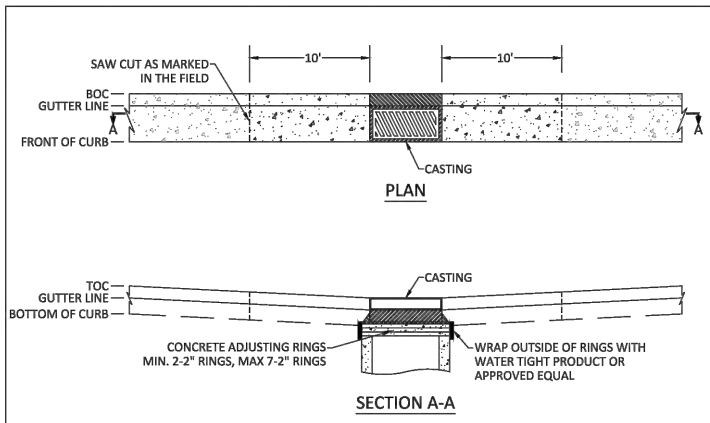 10'
10'
SAW CUT AS MARKED
IN THE FIELD
BOC
GUTTER LINE
A
A
FRONT OF CURB
CASTING
PLAN
CASTING
TOC
GUTTER LINE
BOTTOM OF CURB
CONCRETE ADJUSTING RINGS
MIN. 2-2" RINGS, MAX 7-2" RINGS
WRAP OUTSIDE OF RINGS WITH
WATER TIGHT PRODUCT OR
APPROVED EQUAL
SECTION A-A